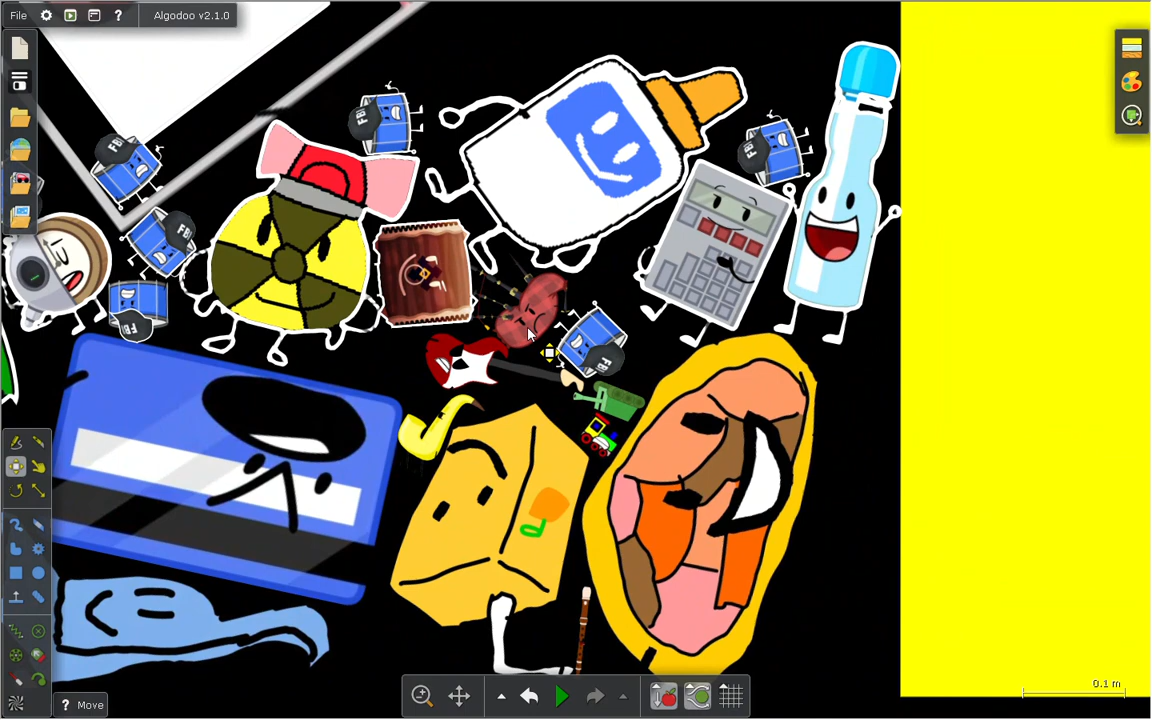 File ? Algodoo v2.1.0
FBI
FBI
FBI
FBI
FBI
FBI
0.1 m
? Move